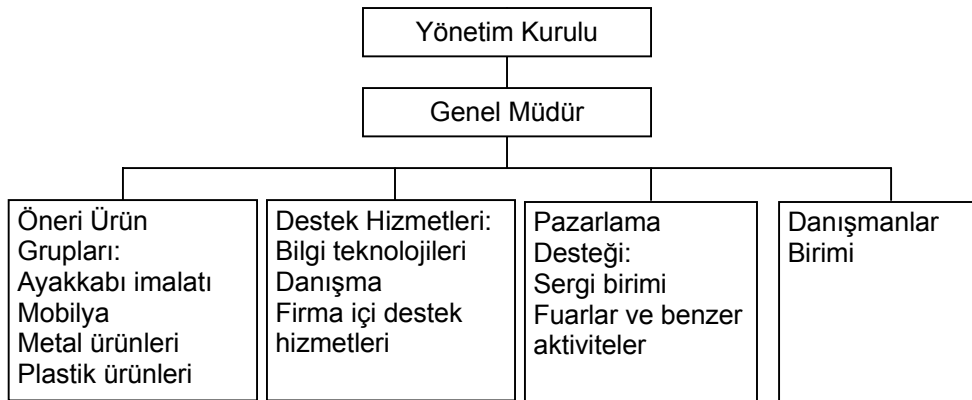 Yönetim Kurulu
Genel Müdür
Öneri Ürün
Grupları:
Ayakkabı imalatı
Mobilya
Metal ürünleri
Plastik ürünleri
Destek Hizmetleri:
Bilgi teknolojileri
Danışma
Firma içi destek
hizmetleri
Pazarlama
Desteği:
Sergi birimi
Fuarlar ve benzer
aktiviteler
Danışmanlar
Birimi